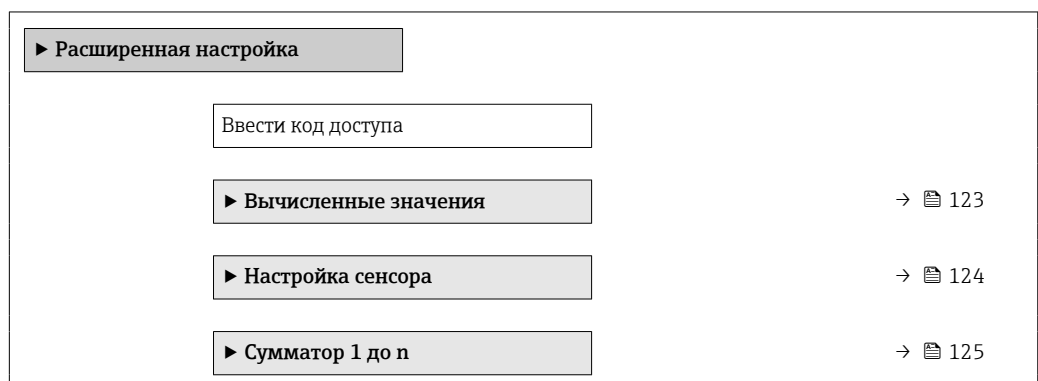 ▶ Расширенная настройка
Ввести код доступа
▶ Вычисленные значения → 123
▶ Настройка сенсора → 124
▶ Сумматор 1 до n → 125